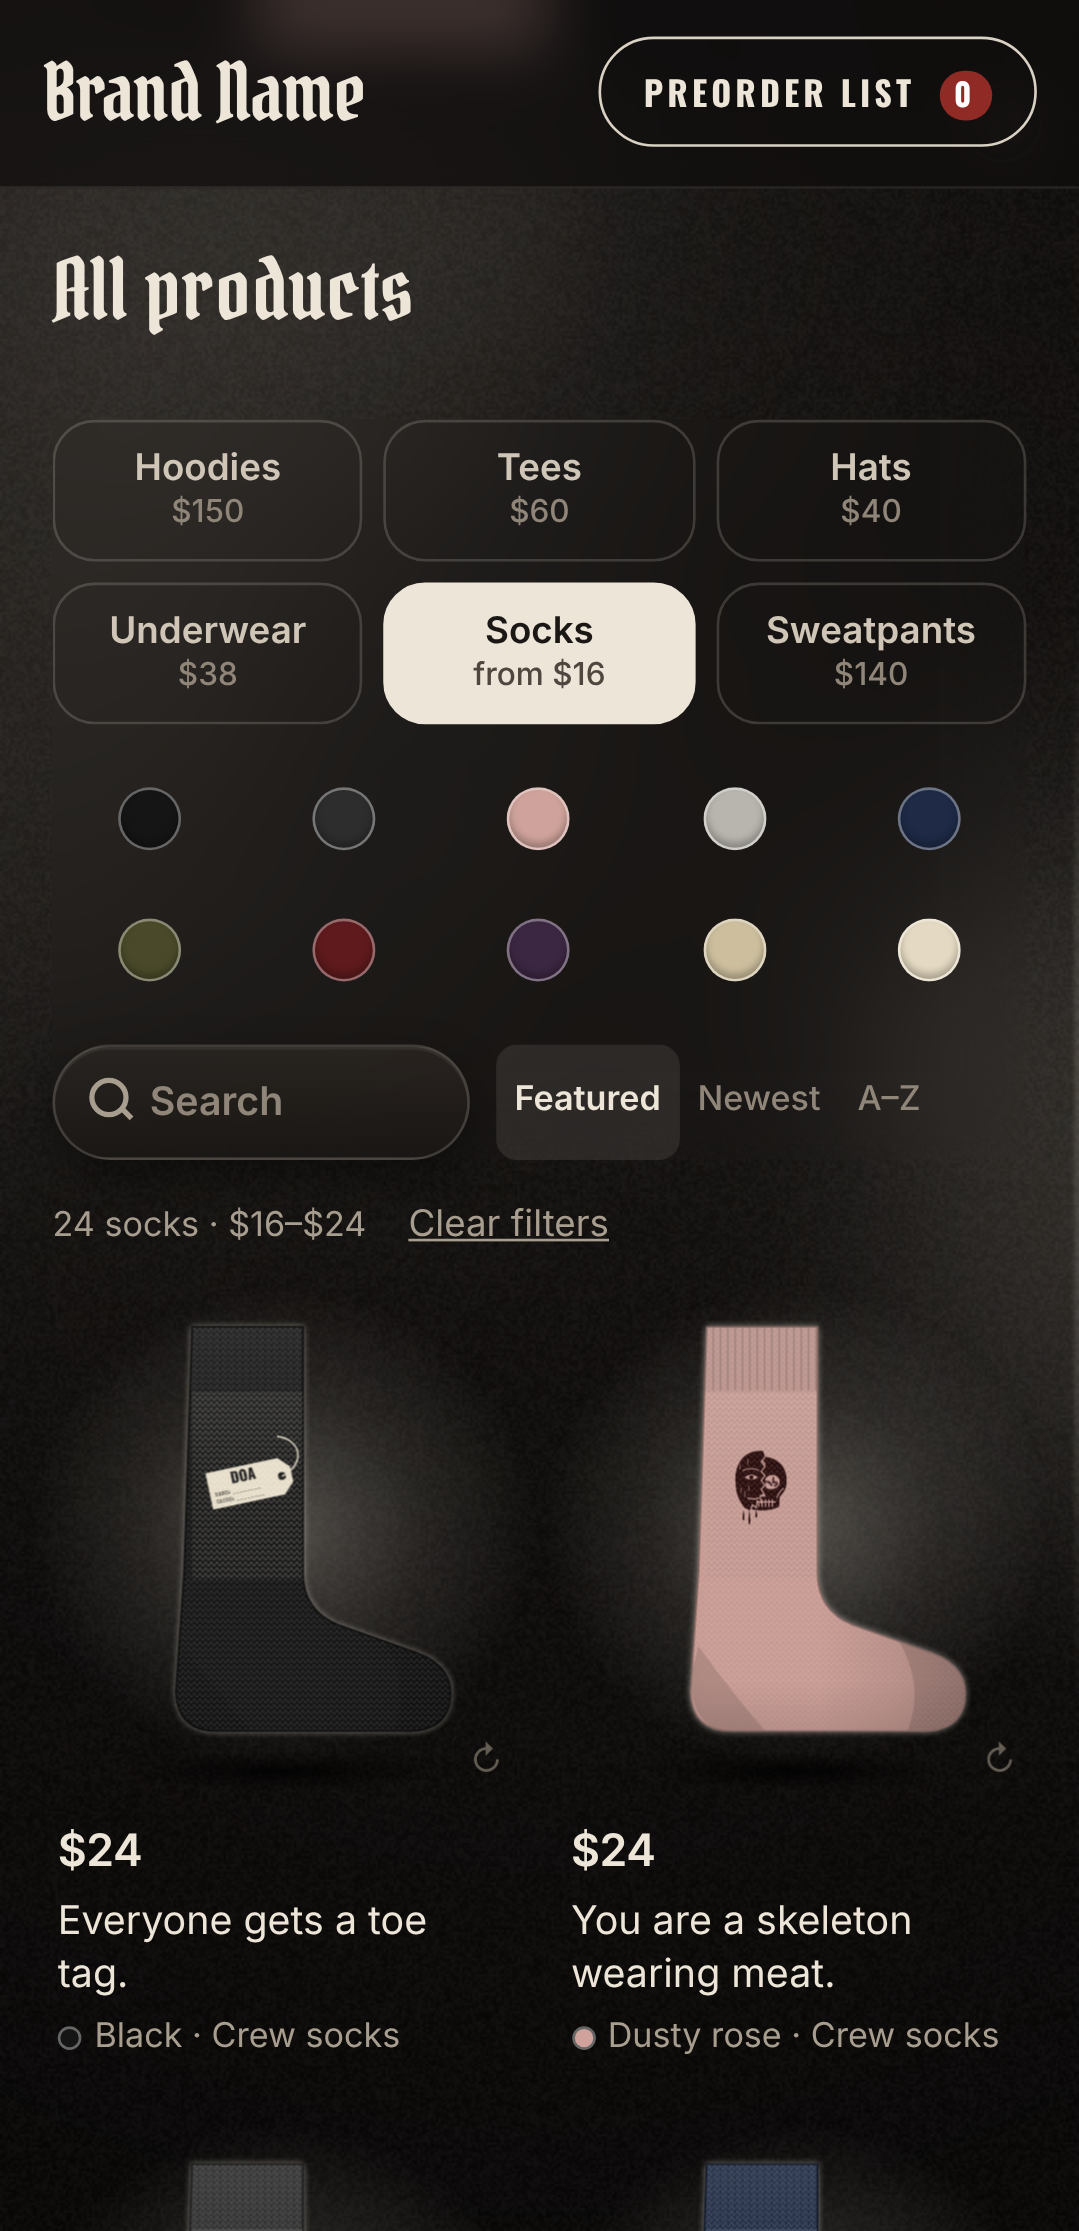 Brand Name
PREORDER LIST 0
All products
Hoodies
$150
Tees
$60
Hats
$40
Underwear
$38
Socks
from $16
Sweatpants
$140
Search
Featured
Newest
A–Z
24 socks · $16–$24
Clear filters
DOA
$24
Everyone gets a toe
tag.
Black · Crew socks
$24
You are a skeleton
wearing meat.
Dusty rose · Crew socks